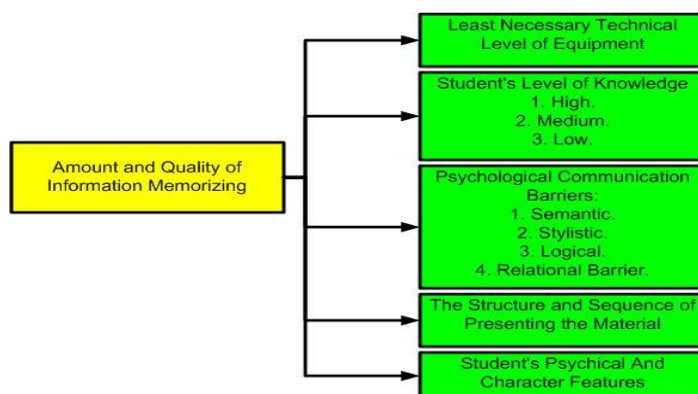 Least Necessary Technical
Level of Equipment
Student's Level of Knowledge
1. High.
2. Medium.
3. Low.
Amount and Quality of
Information Memorizing
Psychological Communication
Barriers:
1. Semantic.
2. Stylistic.
3. Logical.
4. Relational Barrier.
The Structure and Sequence of
Presenting the Material
Student's Psychical And
Character Features